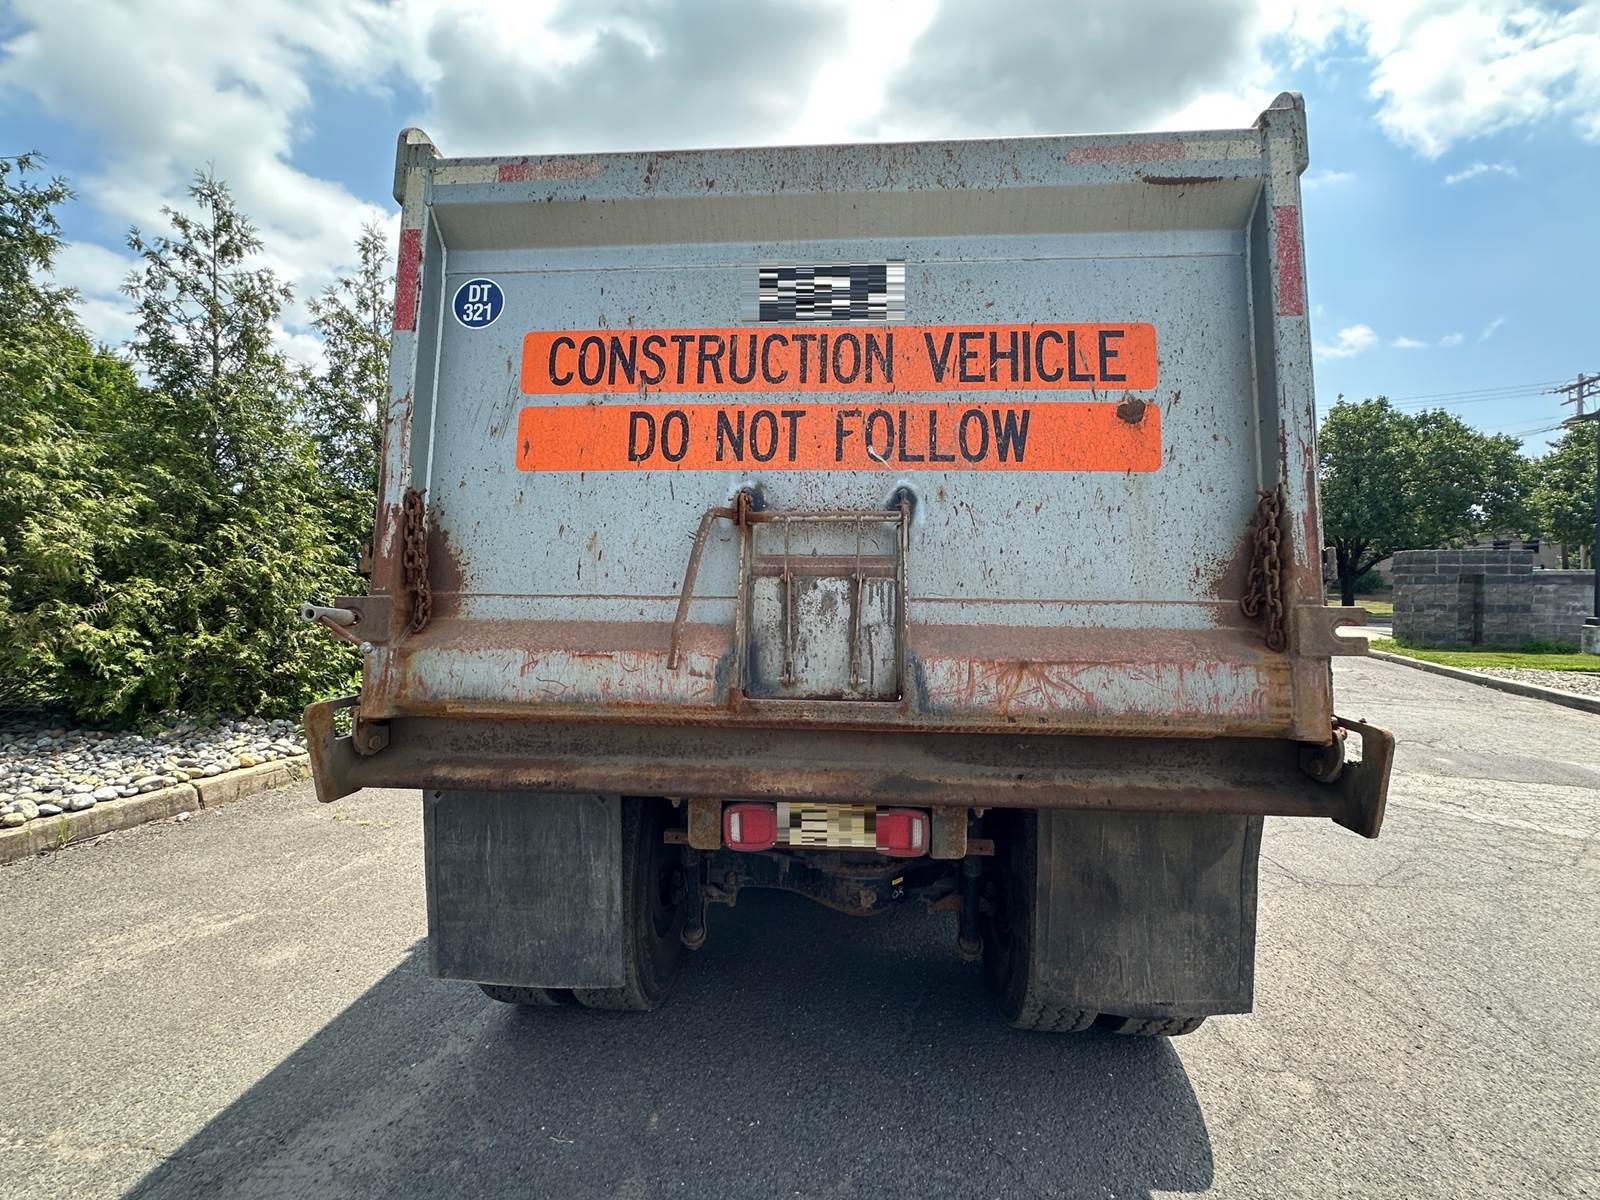 DT
321
CONSTRUCTION VEHICLE
DO NOT FOLLOW